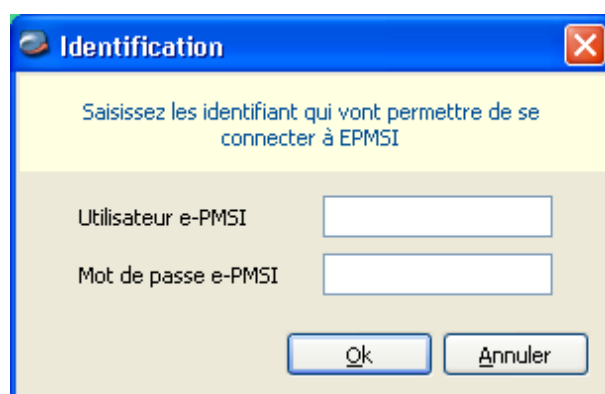 Identification
Saisissez les identifiant qui vont permettre de se
connecter à EPMSI
Utilisateur e-PMSI
Mot de passe e-PMSI
Ok
Annuler